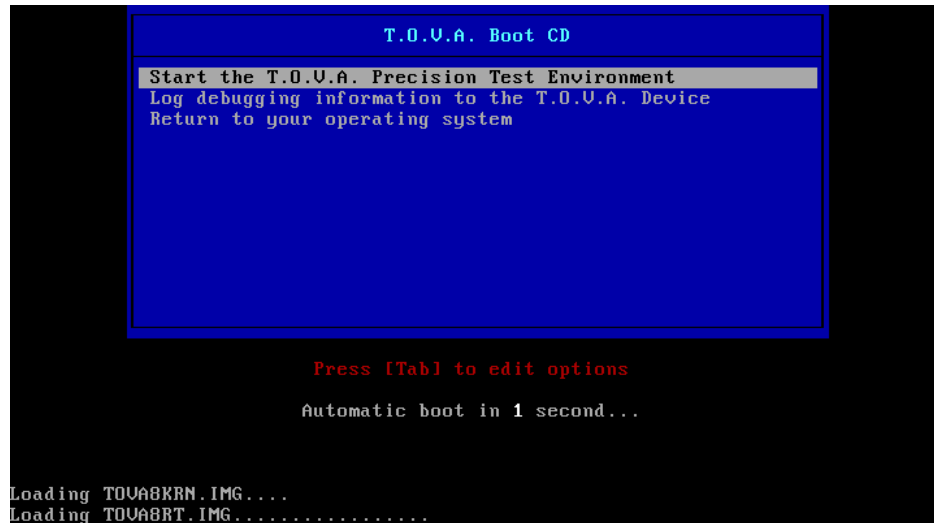 T.O.V.A. Boot CD
Start the T.O.V.A. Precision Test Environment
Log debugging information to the T.O.V.A. Device
Return to your operating system
Press [Tab] to edit options
Automatic boot in 1 second...
Loading TOVA8KRN.IMG....
Loading TOVA8RT.IMG.................